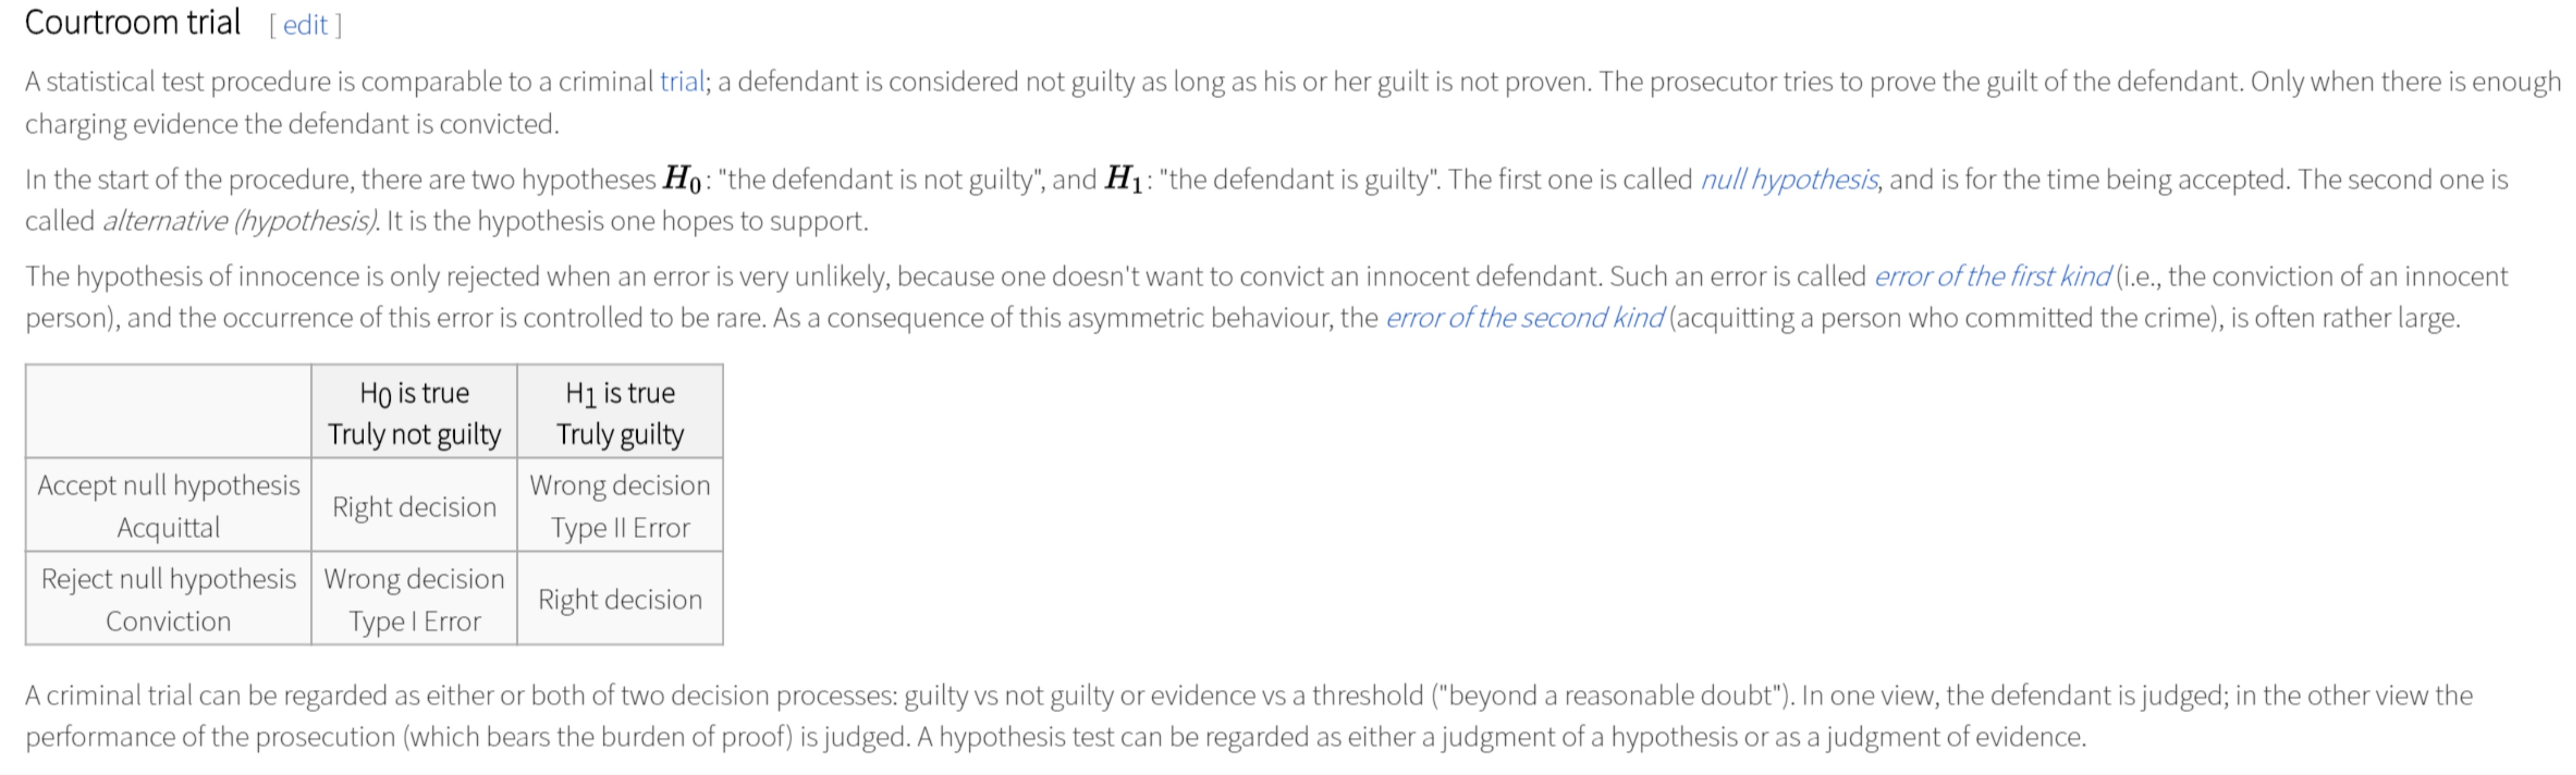 Courtroom trial [ edit ]
A statistical test procedure is comparable to a criminal trial; a defendant is considered not guilty as long as his or her guilt is not proven. The prosecutor tries to prove the guilt of the defendant. Only when there is enough
charging evidence the defendant is convicted.
In the start of the procedure, there are two hypotheses H0: "the defendant is not guilty", and H1: "the defendant is guilty". The first one is called null hypothesis, and is for the time being accepted. The second one is
called alternative (hypothesis). It is the hypothesis one hopes to support.
The hypothesis of innocence is only rejected when an error is very unlikely, because one doesn't want to convict an innocent defendant. Such an error is called error of the first kind (i.e., the conviction of an innocent
person), and the occurrence of this error is controlled to be rare. As a consequence of this asymmetric behaviour, the error of the second kind (acquitting a person who committed the crime), is often rather large.
H0 is true
Truly not guilty
H1 is true
Truly guilty
Accept null hypothesis
Acquittal
Right decision
Wrong decision
Type II Error
Reject null hypothesis
Conviction
Wrong decision
Type I Error
Right decision
A criminal trial can be regarded as either or both of two decision processes: guilty vs not guilty or evidence vs a threshold ("beyond a reasonable doubt"). In one view, the defendant is judged; in the other view the
performance of the prosecution (which bears the burden of proof) is judged. A hypothesis test can be regarded as either a judgment of a hypothesis or as a judgment of evidence.